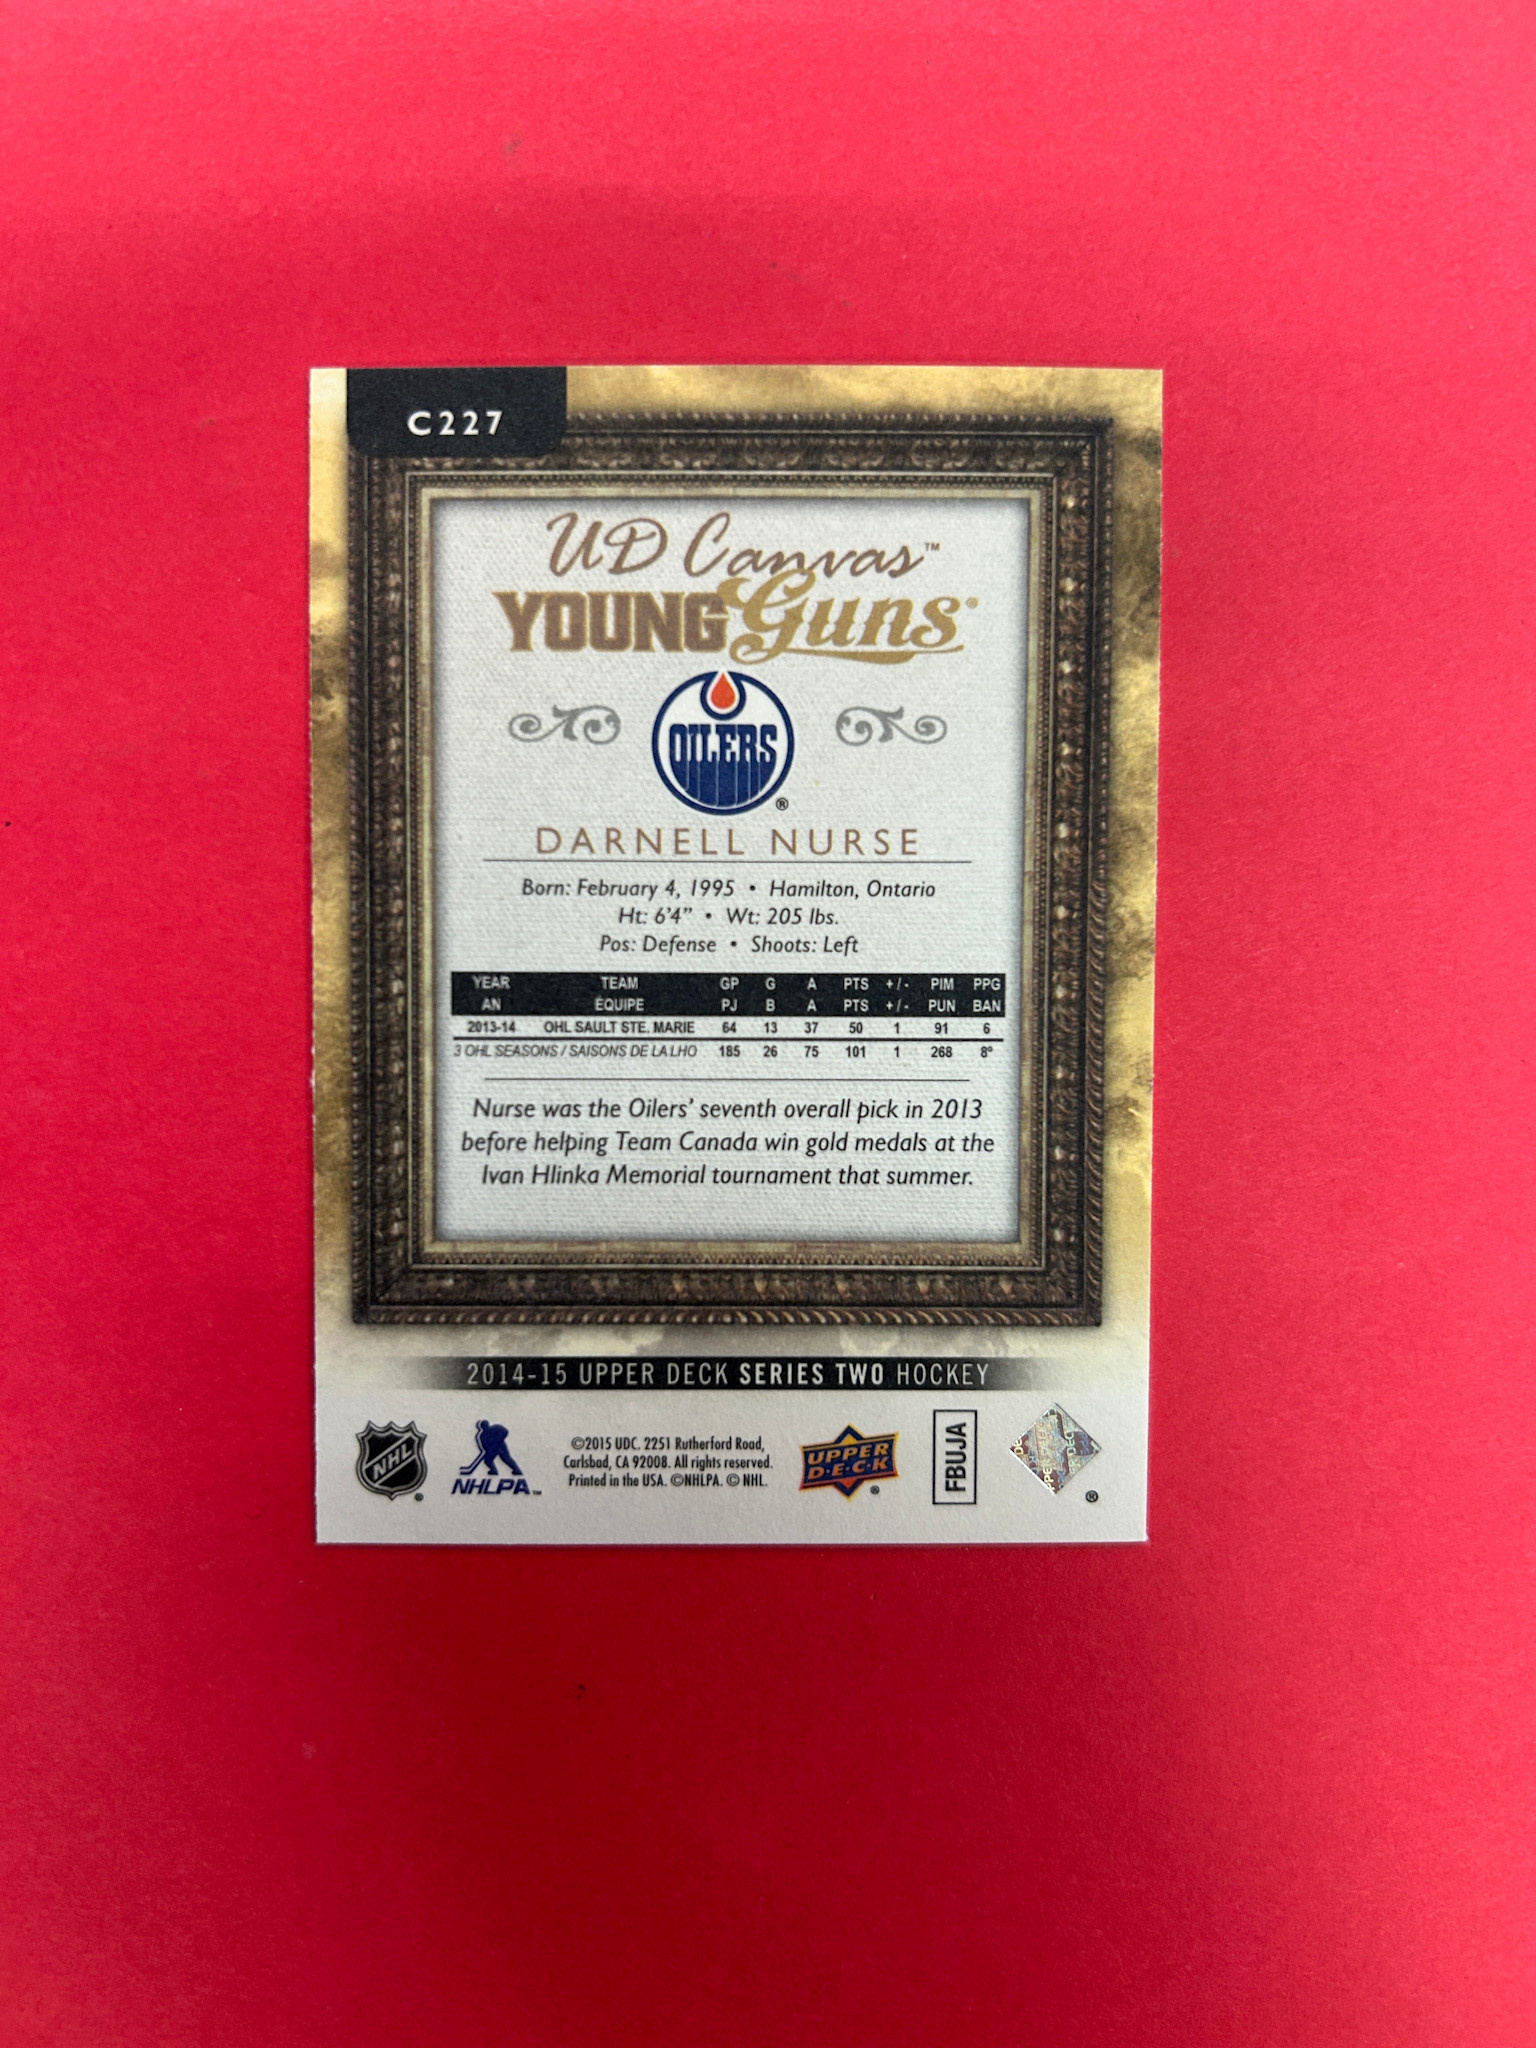 C227
UD Canvas™
YOUNG Guns®
OILERS
®
DARNELL NURSE
Born: February 4, 1995 • Hamilton, Ontario
Ht: 6'4" • Wt: 205 lbs.
Pos: Defense • Shoots: Left
YEAR TEAM GP G A PTS +/- PIM PPG
AN ÉQUIPE PJ B A PTS +/- PUN BAN
2013-14 OHL SAULT STE. MARIE 64 13 37 50 1 91 6
3 OHL SEASONS / SAISONS DE LA LHO 185 26 75 101 1 268 8
Nurse was the Oilers’ seventh overall pick in 2013
before helping Team Canada win gold medals at the
Ivan Hlinka Memorial tournament that summer.
2014-15 UPPER DECK SERIES TWO HOCKEY
NHL ®
NHLPA™
©2015 UDC. 2251 Rutherford Road,
Carlsbad, CA 92008. All rights reserved.
Printed in the USA. ©NHLPA. © NHL.
UPPER
DECK ®
FBUJA
®